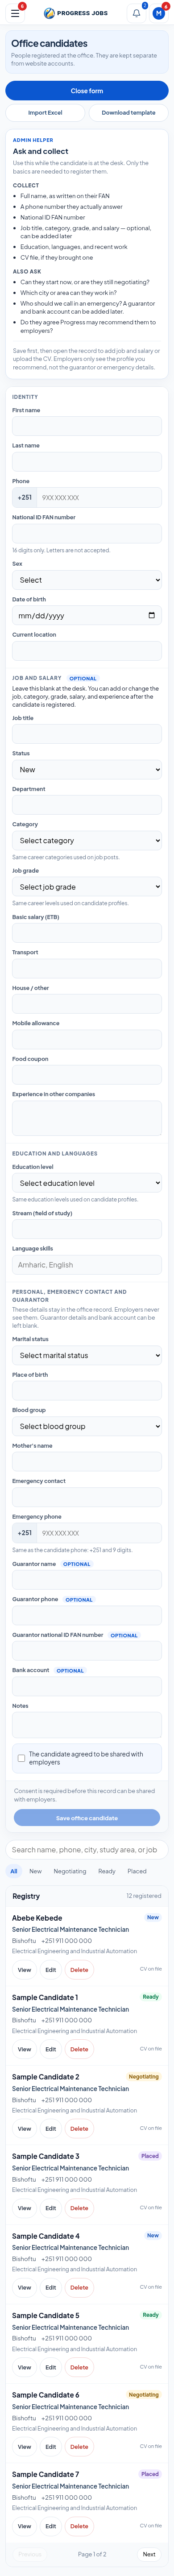 6
PROGRESS JOBS
7
M
4
Office candidates
People registered at the office. They are kept separate
from website accounts.
Close form
Import Excel
Download template
ADMIN HELPER
Ask and collect
Use this while the candidate is at the desk. Only the
basics are needed to register them.
COLLECT
Full name, as written on their FAN
A phone number they actually answer
National ID FAN number
Job title, category, grade, and salary — optional,
can be added later
Education, languages, and recent work
CV file, if they brought one
ALSO ASK
Can they start now, or are they still negotiating?
Which city or area can they work in?
Who should we call in an emergency? A guarantor
and bank account can be added later.
Do they agree Progress may recommend them to
employers?
Save first, then open the record to add job and salary or
upload the CV. Employers only see the profile you
recommend, not the guarantor or emergency details.
IDENTITY
First name
Last name
Phone
+251 9XX XXX XXX
National ID FAN number
16 digits only. Letters are not accepted.
Sex
Select
Date of birth
mm/dd/yyyy
Current location
JOB AND SALARY OPTIONAL
Leave this blank at the desk. You can add or change the
job, category, grade, salary, and experience after the
candidate is registered.
Job title
Status
New
Department
Category
Select category
Same career categories used on job posts.
Job grade
Select job grade
Same career levels used on candidate profiles.
Basic salary (ETB)
Transport
House / other
Mobile allowance
Food coupon
Experience in other companies
EDUCATION AND LANGUAGES
Education level
Select education level
Same education levels used on candidate profiles.
Stream (field of study)
Language skills
Amharic, English
PERSONAL, EMERGENCY CONTACT AND
GUARANTOR
These details stay in the office record. Employers never
see them. Guarantor details and bank account can be
left blank.
Marital status
Select marital status
Place of birth
Blood group
Select blood group
Mother's name
Emergency contact
Emergency phone
+251 9XX XXX XXX
Same as the candidate phone: +251 and 9 digits.
Guarantor name OPTIONAL
Guarantor phone OPTIONAL
Guarantor national ID FAN number OPTIONAL
Bank account OPTIONAL
Notes
The candidate agreed to be shared with
employers
Consent is required before this record can be shared
with employers.
Save office candidate
Search name, phone, city, study area, or job
All New Negotiating Ready Placed
Registry 12 registered
Abebe Kebede New
Senior Electrical Maintenance Technician
Bishoftu +251 911 000 000
Electrical Engineering and Industrial Automation
View Edit Delete CV on file
Sample Candidate 1 Ready
Senior Electrical Maintenance Technician
Bishoftu +251 911 000 000
Electrical Engineering and Industrial Automation
View Edit Delete CV on file
Sample Candidate 2 Negotiating
Senior Electrical Maintenance Technician
Bishoftu +251 911 000 000
Electrical Engineering and Industrial Automation
View Edit Delete CV on file
Sample Candidate 3 Placed
Senior Electrical Maintenance Technician
Bishoftu +251 911 000 000
Electrical Engineering and Industrial Automation
View Edit Delete CV on file
Sample Candidate 4 New
Senior Electrical Maintenance Technician
Bishoftu +251 911 000 000
Electrical Engineering and Industrial Automation
View Edit Delete CV on file
Sample Candidate 5 Ready
Senior Electrical Maintenance Technician
Bishoftu +251 911 000 000
Electrical Engineering and Industrial Automation
View Edit Delete CV on file
Sample Candidate 6 Negotiating
Senior Electrical Maintenance Technician
Bishoftu +251 911 000 000
Electrical Engineering and Industrial Automation
View Edit Delete CV on file
Sample Candidate 7 Placed
Senior Electrical Maintenance Technician
Bishoftu +251 911 000 000
Electrical Engineering and Industrial Automation
View Edit Delete CV on file
Previous Page 1 of 2 Next